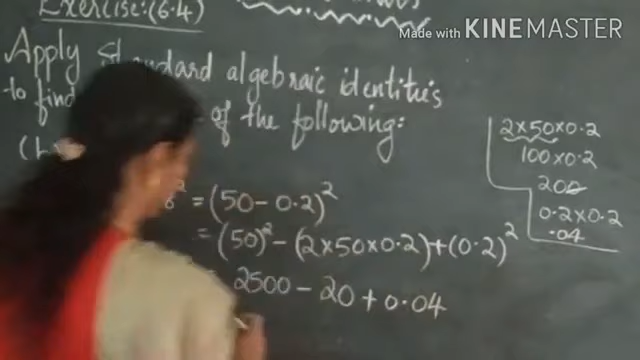 Exercise:(6.4)
Made with KINEMASTER
Apply Standard algebraic identities
to find of the following:
2×50×0.2
100×0.2
200
0.2×0.2
.04
= (50 - 0.2)²
= (50)² - (2×50×0.2) + (0.2)²
2500 - 20 + 0.04